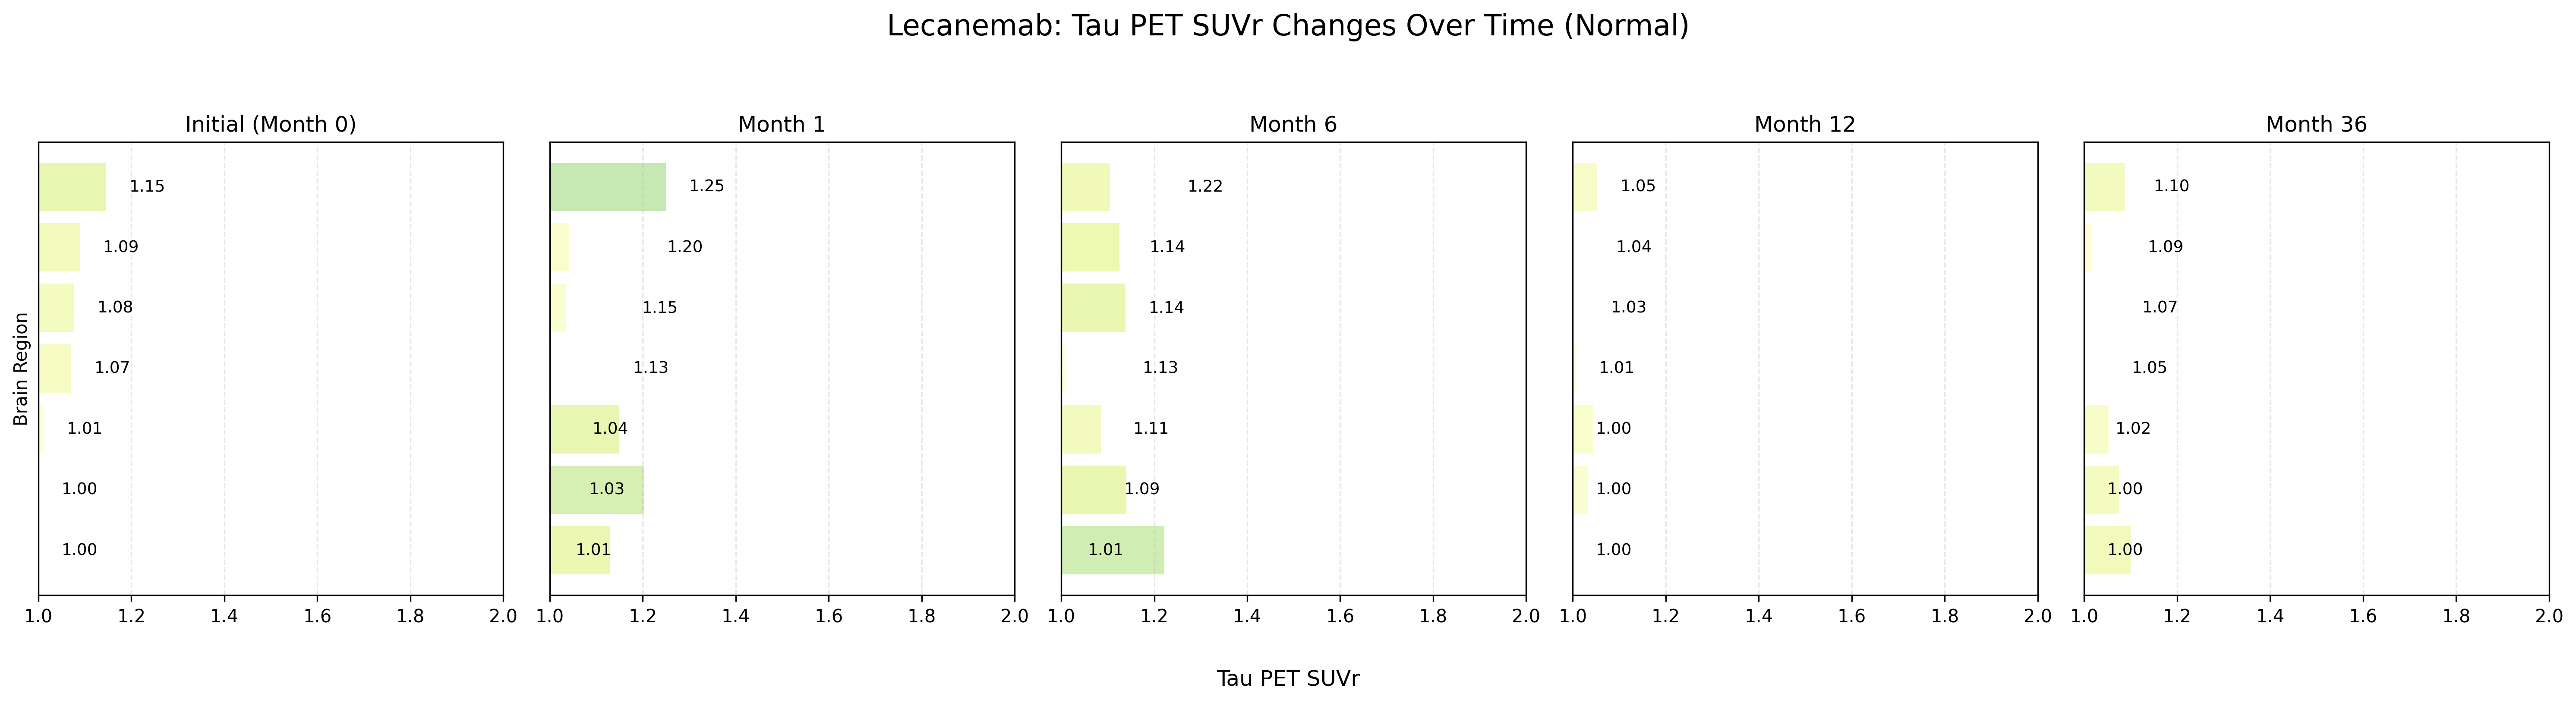 Lecanemab: Tau PET SUVr Changes Over Time (Normal)
Initial (Month 0)
Brain Region
1.15
1.09
1.08
1.07
1.01
1.00
1.00
1.0 1.2 1.4 1.6 1.8 2.0
Month 1
1.25
1.20
1.15
1.13
1.04
1.03
1.01
1.0 1.2 1.4 1.6 1.8 2.0
Month 6
1.22
1.14
1.14
1.13
1.11
1.09
1.01
1.0 1.2 1.4 1.6 1.8 2.0
Month 12
1.05
1.04
1.03
1.01
1.00
1.00
1.00
1.0 1.2 1.4 1.6 1.8 2.0
Month 36
1.10
1.09
1.07
1.05
1.02
1.00
1.00
1.0 1.2 1.4 1.6 1.8 2.0
Tau PET SUVr